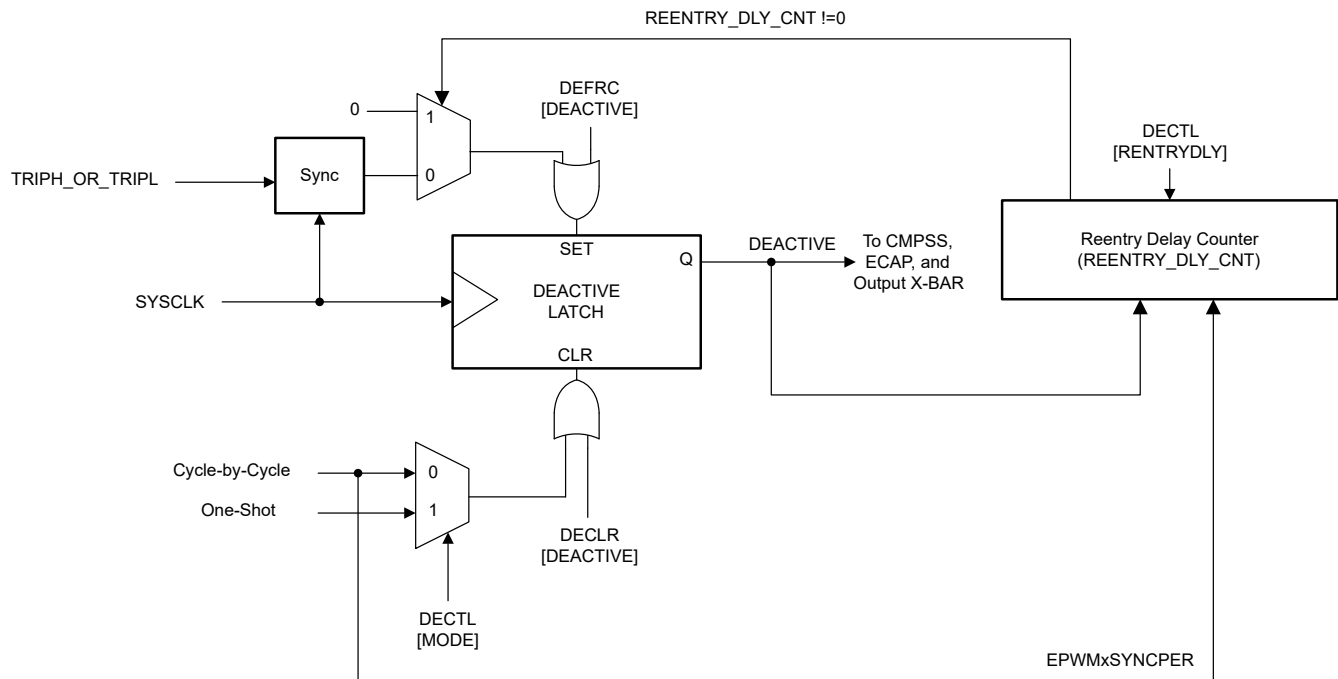 REENTRY_DLY_CNT !=0
DEFRC
[DEACTIVE]
0
1
DECTL
[RENTRYDLY]
Sync
TRIPH_OR_TRIPL
0
SET
DEACTIVE
To CMPSS,
ECAP, and
Output X-BAR
Q
Reentry Delay Counter
(REENTRY_DLY_CNT)
SYSCLK
DEACTIVE
LATCH
CLR
Cycle-by-Cycle
0
One-Shot
1
DECLR
[DEACTIVE]
DECTL
[MODE]
EPWMxSYNCPER